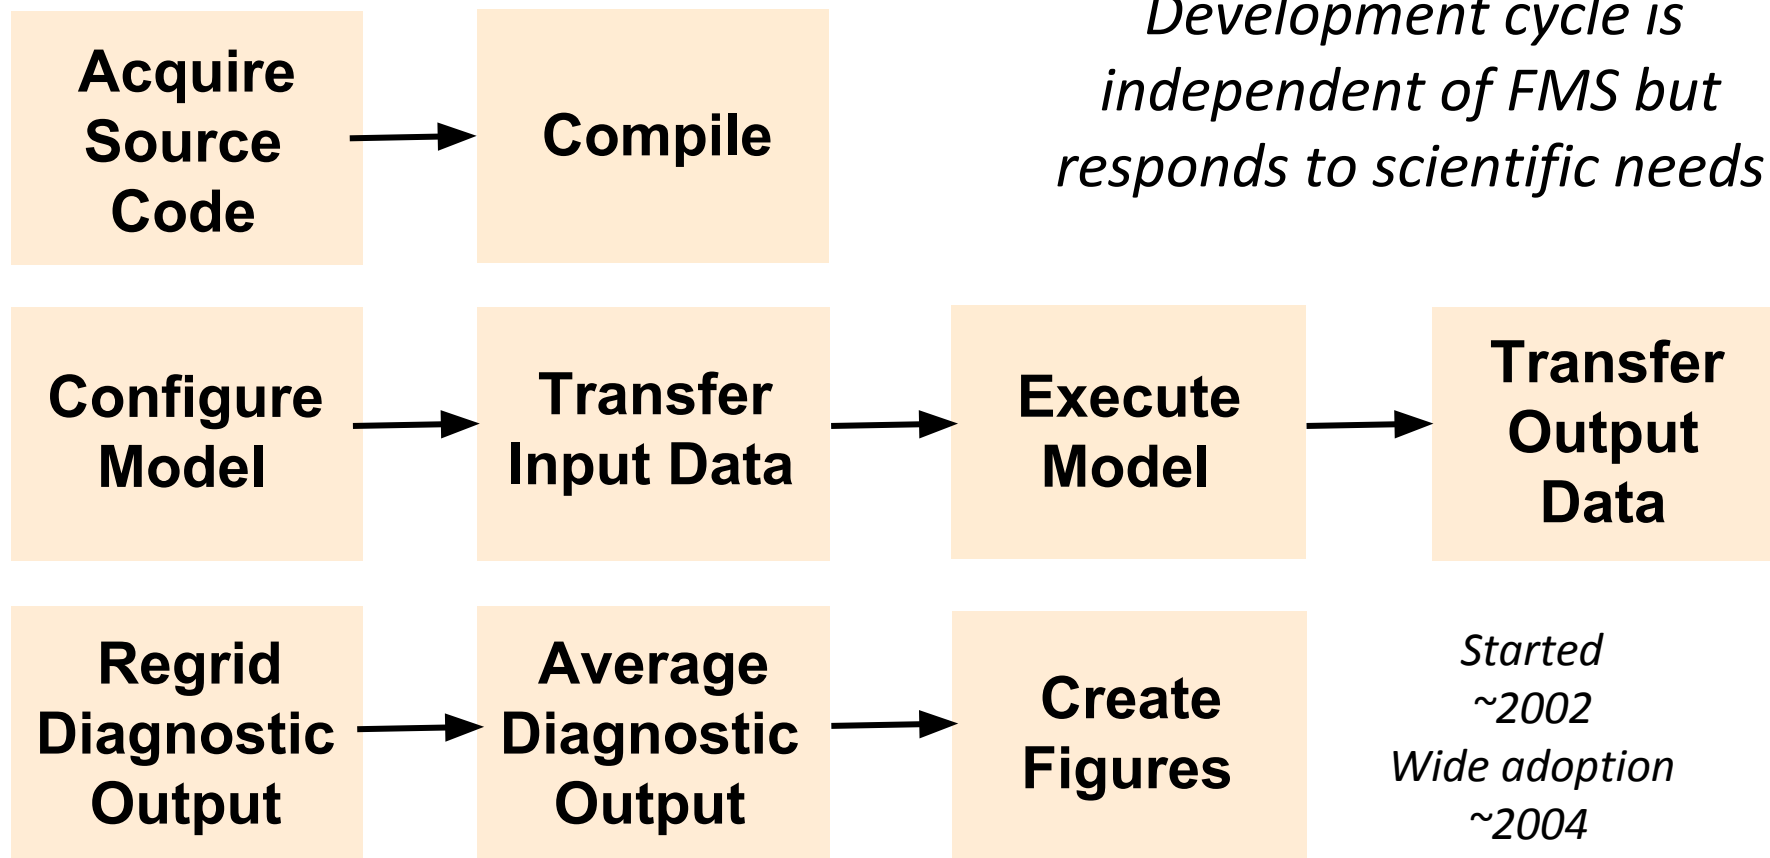 Acquire
Source
Code
Compile
Development cycle is
independent of FMS but
responds to scientific needs
Configure
Model
Transfer
Input Data
Execute
Model
Transfer
Output
Data
Regrid
Diagnostic
Output
Average
Diagnostic
Output
Create
Figures
Started
~2002
Wide adoption
~2004